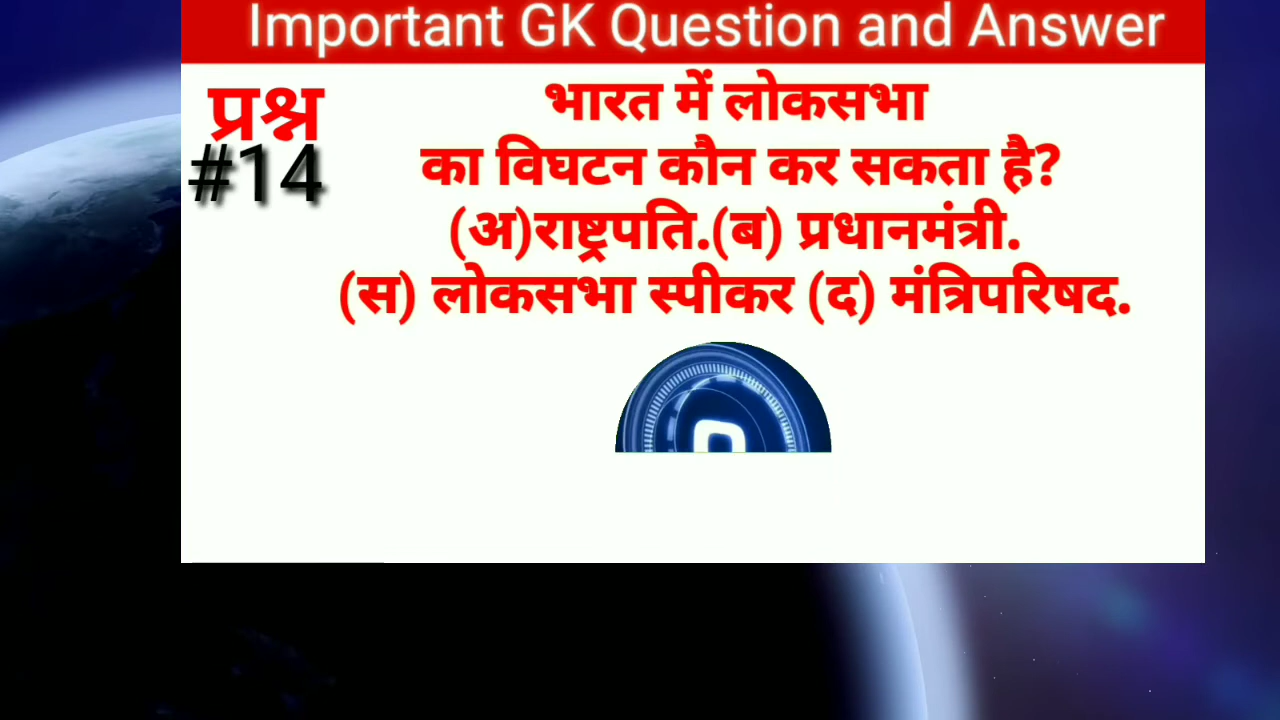 Important GK Question and Answer
प्रश्न
#14
भारत में लोकसभा
का विघटन कौन कर सकता है?
(अ)राष्ट्रपति.(ब) प्रधानमंत्री.
(स) लोकसभा स्पीकर (द) मंत्रिपरिषद.